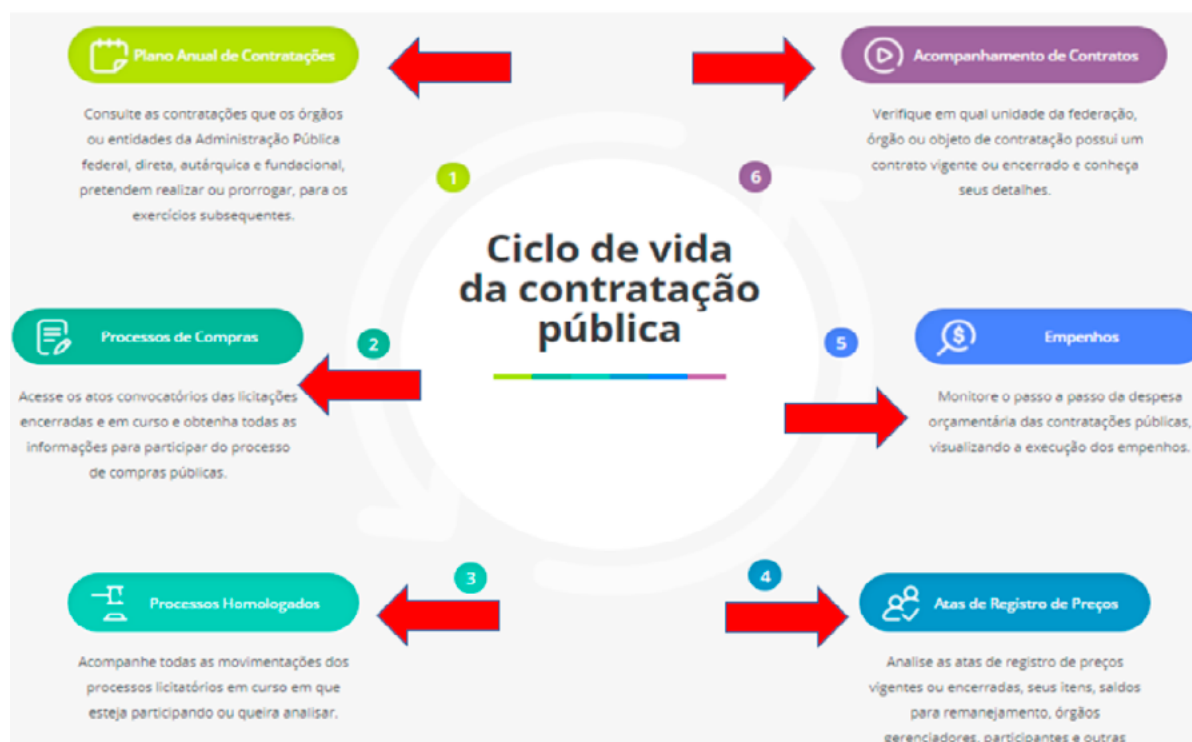 Plano Anual de Contratações
Consulte as contratações que os órgãos
ou entidades da Administração Pública
federal, direta, autárquica e fundacional,
pretendem realizar ou prorrogar, para os
exercícios subsequentes.
1
Processos de Compras
2
Acesse os atos convocatórios das licitações
encerradas e em curso e obtenha todas as
informações para participar do processo
de compras públicas.
Processos Homologados
3
Acompanhe todas as movimentações dos
processos licitatórios em curso em que
esteja participando ou queira analisar.
Ciclo de vida
da contratação
pública
Acompanhamento de Contratos
Verifique em qual unidade da federação,
órgão ou objeto de contratação possui um
contrato vigente ou encerrado e conheça
seus detalhes.
6
5
Empenhos
Monitore o passo a passo da despesa
orçamentária das contratações públicas,
visualizando a execução dos empenhos.
4
Atas de Registro de Preços
Analise as atas de registro de preços
vigentes ou encerradas, seus itens, saldos
para remanejamento, órgãos
gerenciadores, participantes e outras